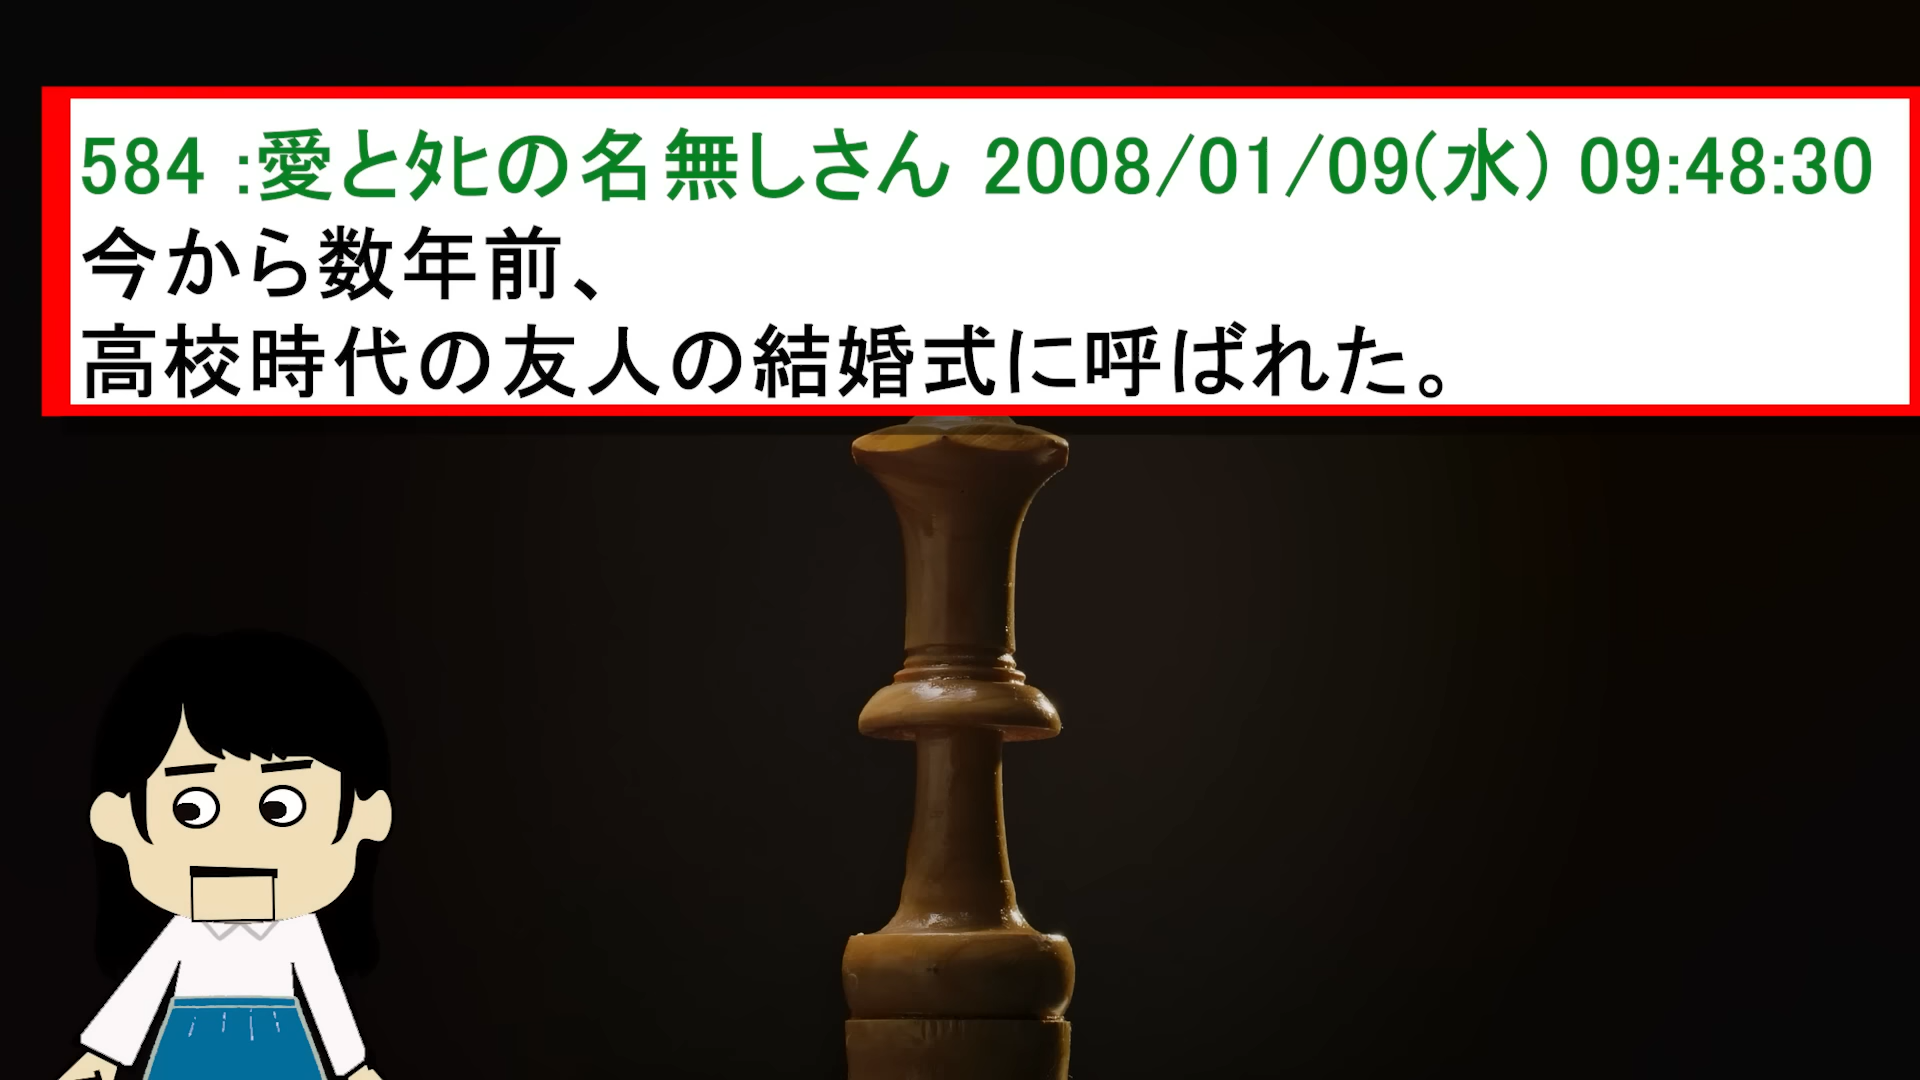 584 :愛とﾀﾋの名無しさん 2008/01/09(水) 09:48:30
今から数年前、
高校時代の友人の結婚式に呼ばれた。